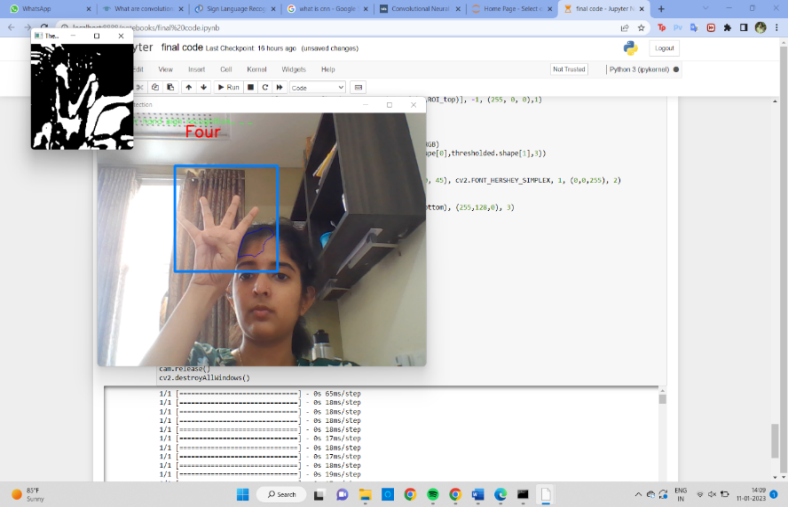 WhatsApp
What are convolution
Sign Language Recog
what is cnn - Google
Convolutional Neural
Home Page - Select o
final code - Jupyter N
localhost:8888/notebooks/final%20code.ipynb
The...
yter final code Last Checkpoint: 16 hours ago (unsaved changes)
Logout
dit View Insert Cell Kernel Widgets Help
Not Trusted
Python 3 (ipykernel)
Run
Code
ection
ROI_top)], -1, (255, 0, 0),1)
Four
GB)
pe[0],thresholded.shape[1],3))
, 45), cv2.FONT_HERSHEY_SIMPLEX, 1, (0,0,255), 2)
ottom), (255,128,0), 3)
cam.release()
cv2.destroyAllWindows()
1/1 [==============================] - 0s 65ms/step
1/1 [==============================] - 0s 18ms/step
1/1 [==============================] - 0s 18ms/step
1/1 [==============================] - 0s 18ms/step
1/1 [==============================] - 0s 18ms/step
1/1 [==============================] - 0s 17ms/step
1/1 [==============================] - 0s 18ms/step
1/1 [==============================] - 0s 17ms/step
1/1 [==============================] - 0s 18ms/step
1/1 [==============================] - 0s 19ms/step
85°F
Sunny
Search
ENG
IN
14:09
11-01-2023